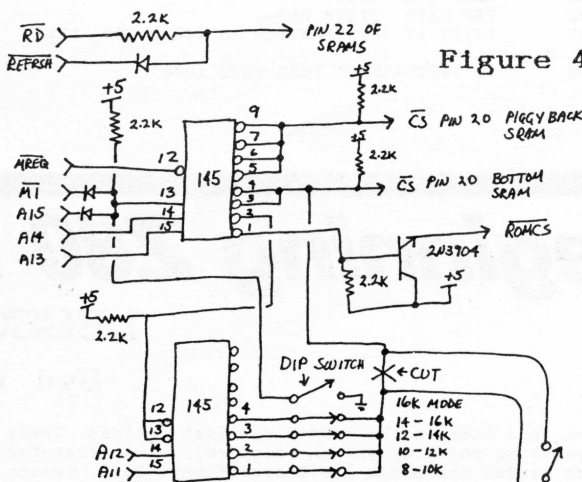 2.2K
RD
PIN 22 OF
SRAMS
REFRSH
Figure 4
+5
2.2K
+5
2.2K
9
CS PIN 20 PIGGY BACK
SRAM
7
6
5
+5
2.2K
MREQ
12
145
4
CS PIN 20 BOTTOM
SRAM
M1
13
3
A15
14
2
A14
15
1
ROMCS
A13
2N3904
2.2K
+5
+5
2.2K
DIP SWITCH
CUT
145
16K MODE
12
4
14 - 16K
13
3
12 - 14K
A12
14
2
10 - 12K
A11
15
1
8 - 10K